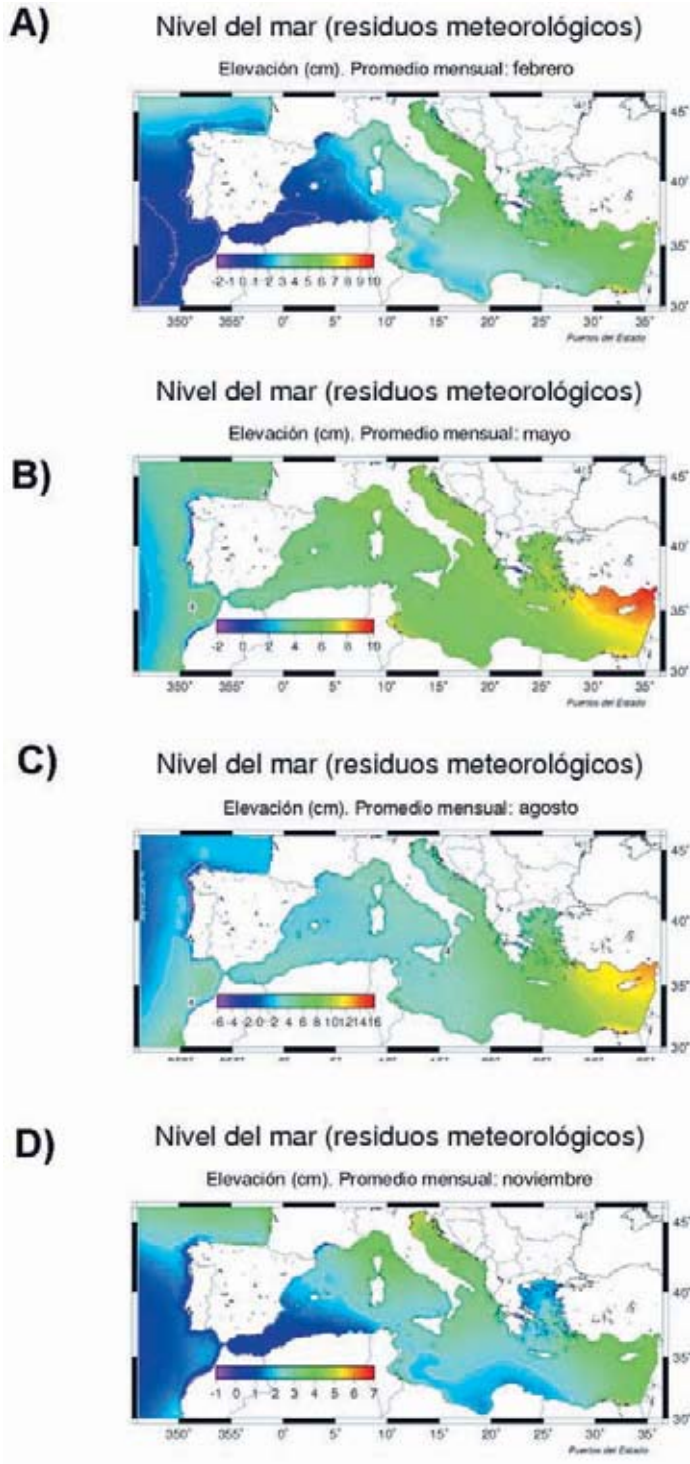 A)
Nivel del mar (residuos meteorológicos)
Elevación (cm). Promedio mensual: febrero
45˚
40˚
35˚
30˚
-2 -1 0 1 2 3 4 5 6 7 8 9 10
350˚ 355˚ 0˚ 5˚ 10˚ 15˚ 20˚ 25˚ 30˚ 35˚
Puertos del Estado
B)
Nivel del mar (residuos meteorológicos)
Elevación (cm). Promedio mensual: mayo
45˚
40˚
35˚
30˚
-2 0 2 4 6 8 10
350˚ 355˚ 0˚ 5˚ 10˚ 15˚ 20˚ 25˚ 30˚ 35˚
Puertos del Estado
C)
Nivel del mar (residuos meteorológicos)
Elevación (cm). Promedio mensual: agosto
45˚
40˚
35˚
30˚
-6 -4 -2 0 2 4 6 8 10 12 14 16
D)
Nivel del mar (residuos meteorológicos)
Elevación (cm). Promedio mensual: noviembre
45˚
40˚
35˚
30˚
-1 0 1 2 3 4 5 6 7
350˚ 355˚ 0˚ 5˚ 10˚ 15˚ 20˚ 25˚ 30˚ 35˚
Puertos del Estado